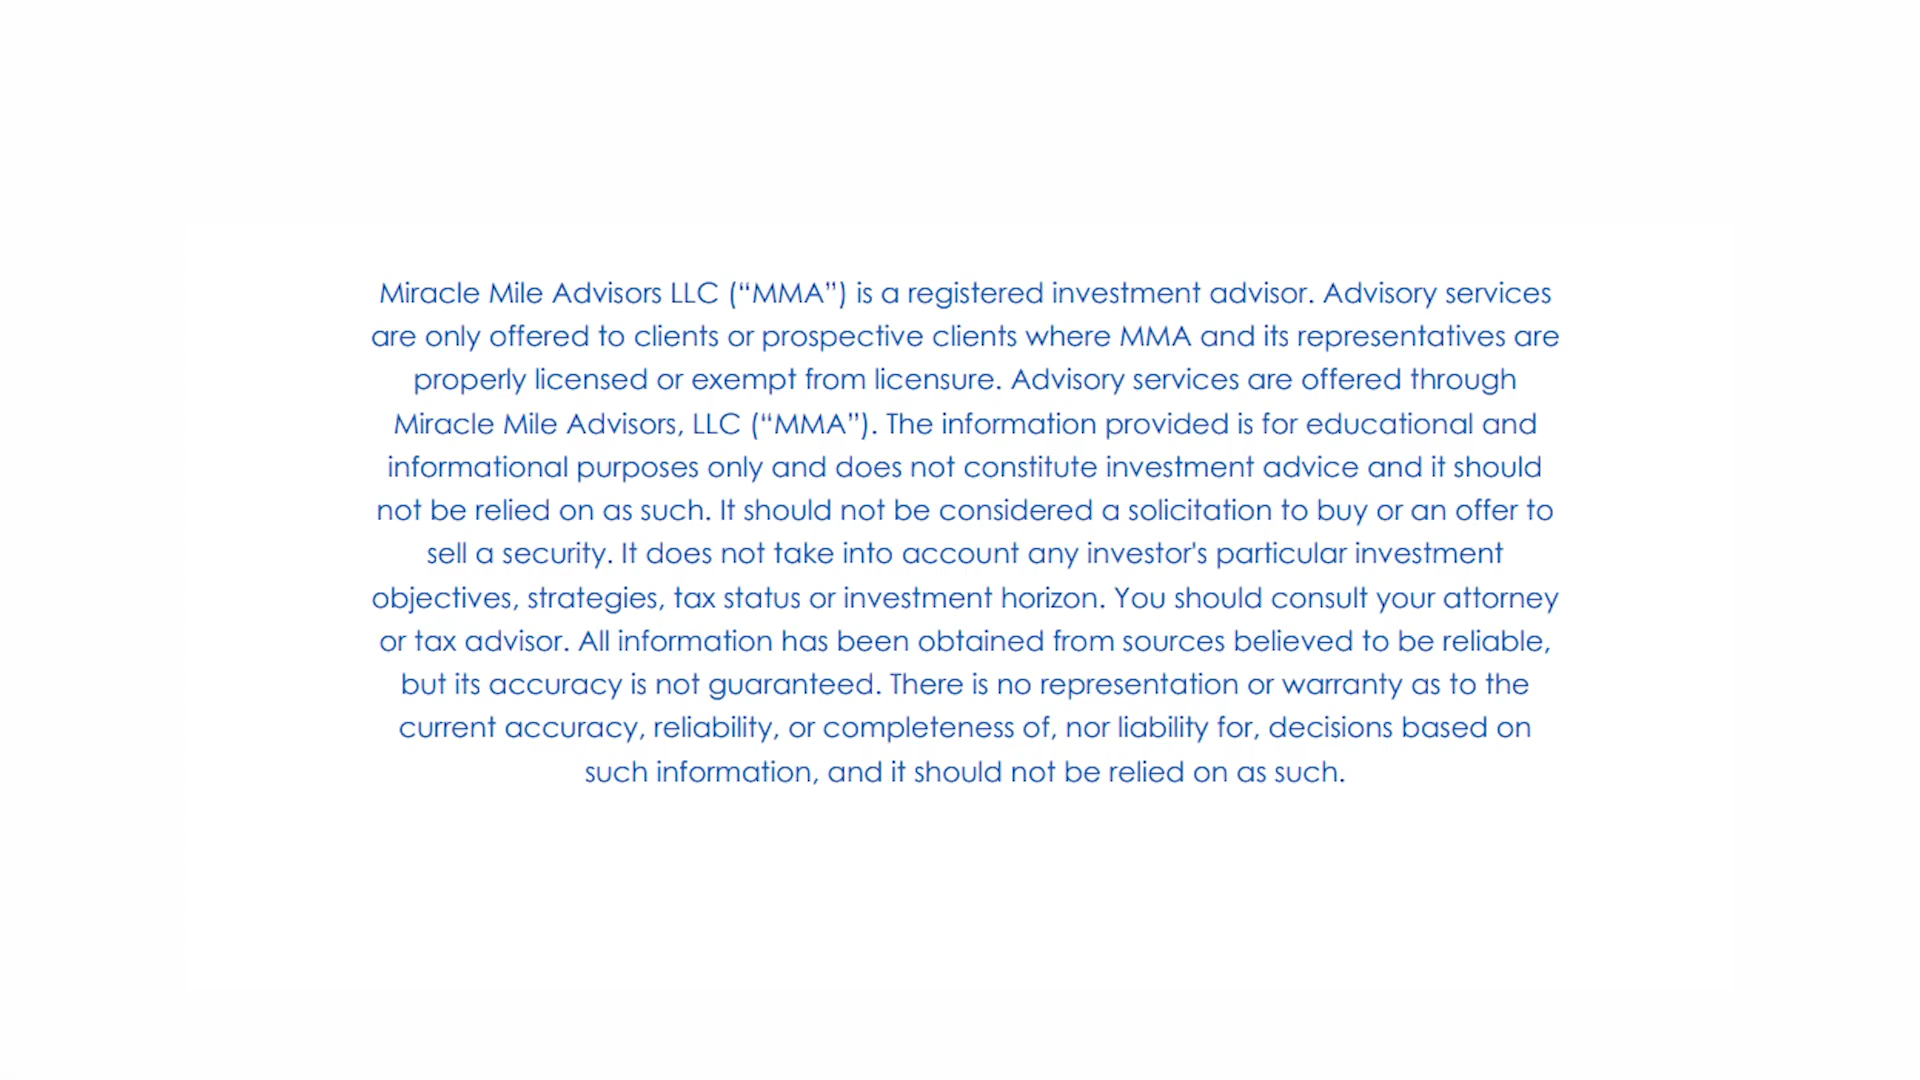 Miracle Mile Advisors LLC (“MMA”) is a registered investment advisor. Advisory services
are only offered to clients or prospective clients where MMA and its representatives are
properly licensed or exempt from licensure. Advisory services are offered through
Miracle Mile Advisors, LLC (“MMA”). The information provided is for educational and
informational purposes only and does not constitute investment advice and it should
not be relied on as such. It should not be considered a solicitation to buy or an offer to
sell a security. It does not take into account any investor's particular investment
objectives, strategies, tax status or investment horizon. You should consult your attorney
or tax advisor. All information has been obtained from sources believed to be reliable,
but its accuracy is not guaranteed. There is no representation or warranty as to the
current accuracy, reliability, or completeness of, nor liability for, decisions based on
such information, and it should not be relied on as such.